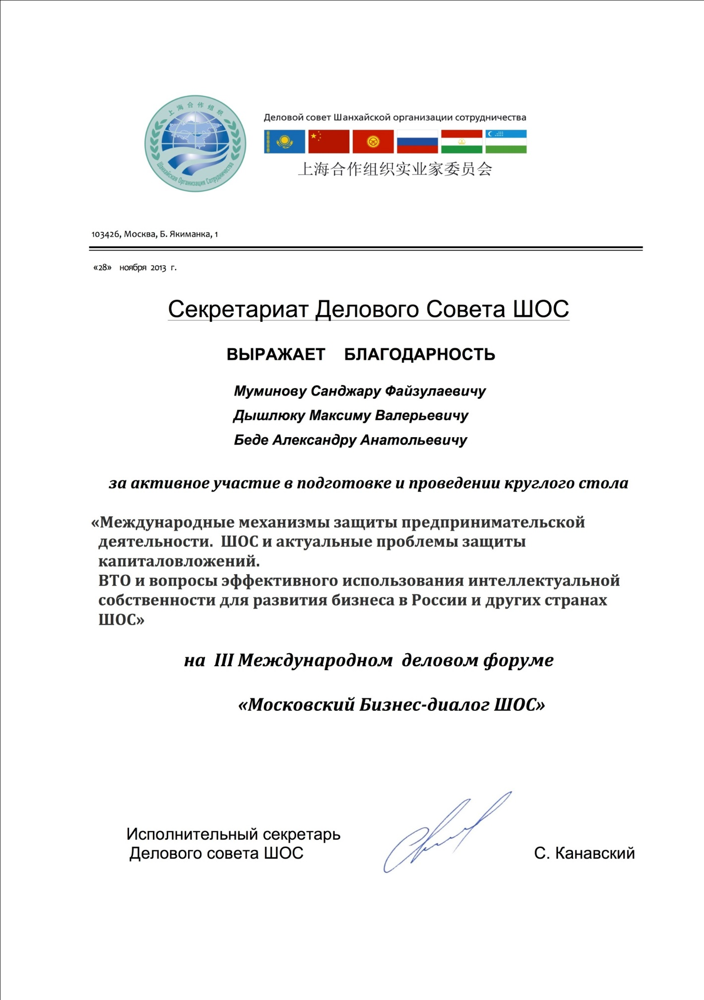 上海合作组织
Шанхайская Организация Сотрудничества
Деловой совет Шанхайской организации сотрудничества
上海合作组织实业家委员会
103426, Москва, Б. Якиманка, 1
«28» ноября 2013 г.
Секретариат Делового Совета ШОС
ВЫРАЖАЕТ БЛАГОДАРНОСТЬ
Муминову Санджару Файзулаевичу
Дышлюку Максиму Валерьевичу
Беде Александру Анатольевичу
за активное участие в подготовке и проведении круглого стола
«Международные механизмы защиты предпринимательской
деятельности. ШОС и актуальные проблемы защиты
капиталовложений.
ВТО и вопросы эффективного использования интеллектуальной
собственности для развития бизнеса в России и других странах
ШОС»
на III Международном деловом форуме
«Московский Бизнес-диалог ШОС»
Исполнительный секретарь
Делового совета ШОС
С. Канавский